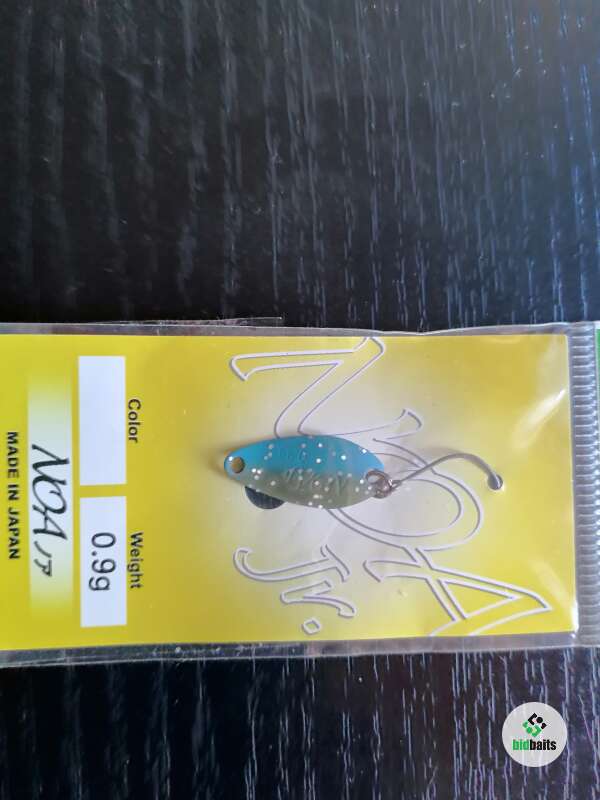 NOA
Jr.
Color
Weight
0.9g
NOA Jr
MADE IN JAPAN
bidbaits